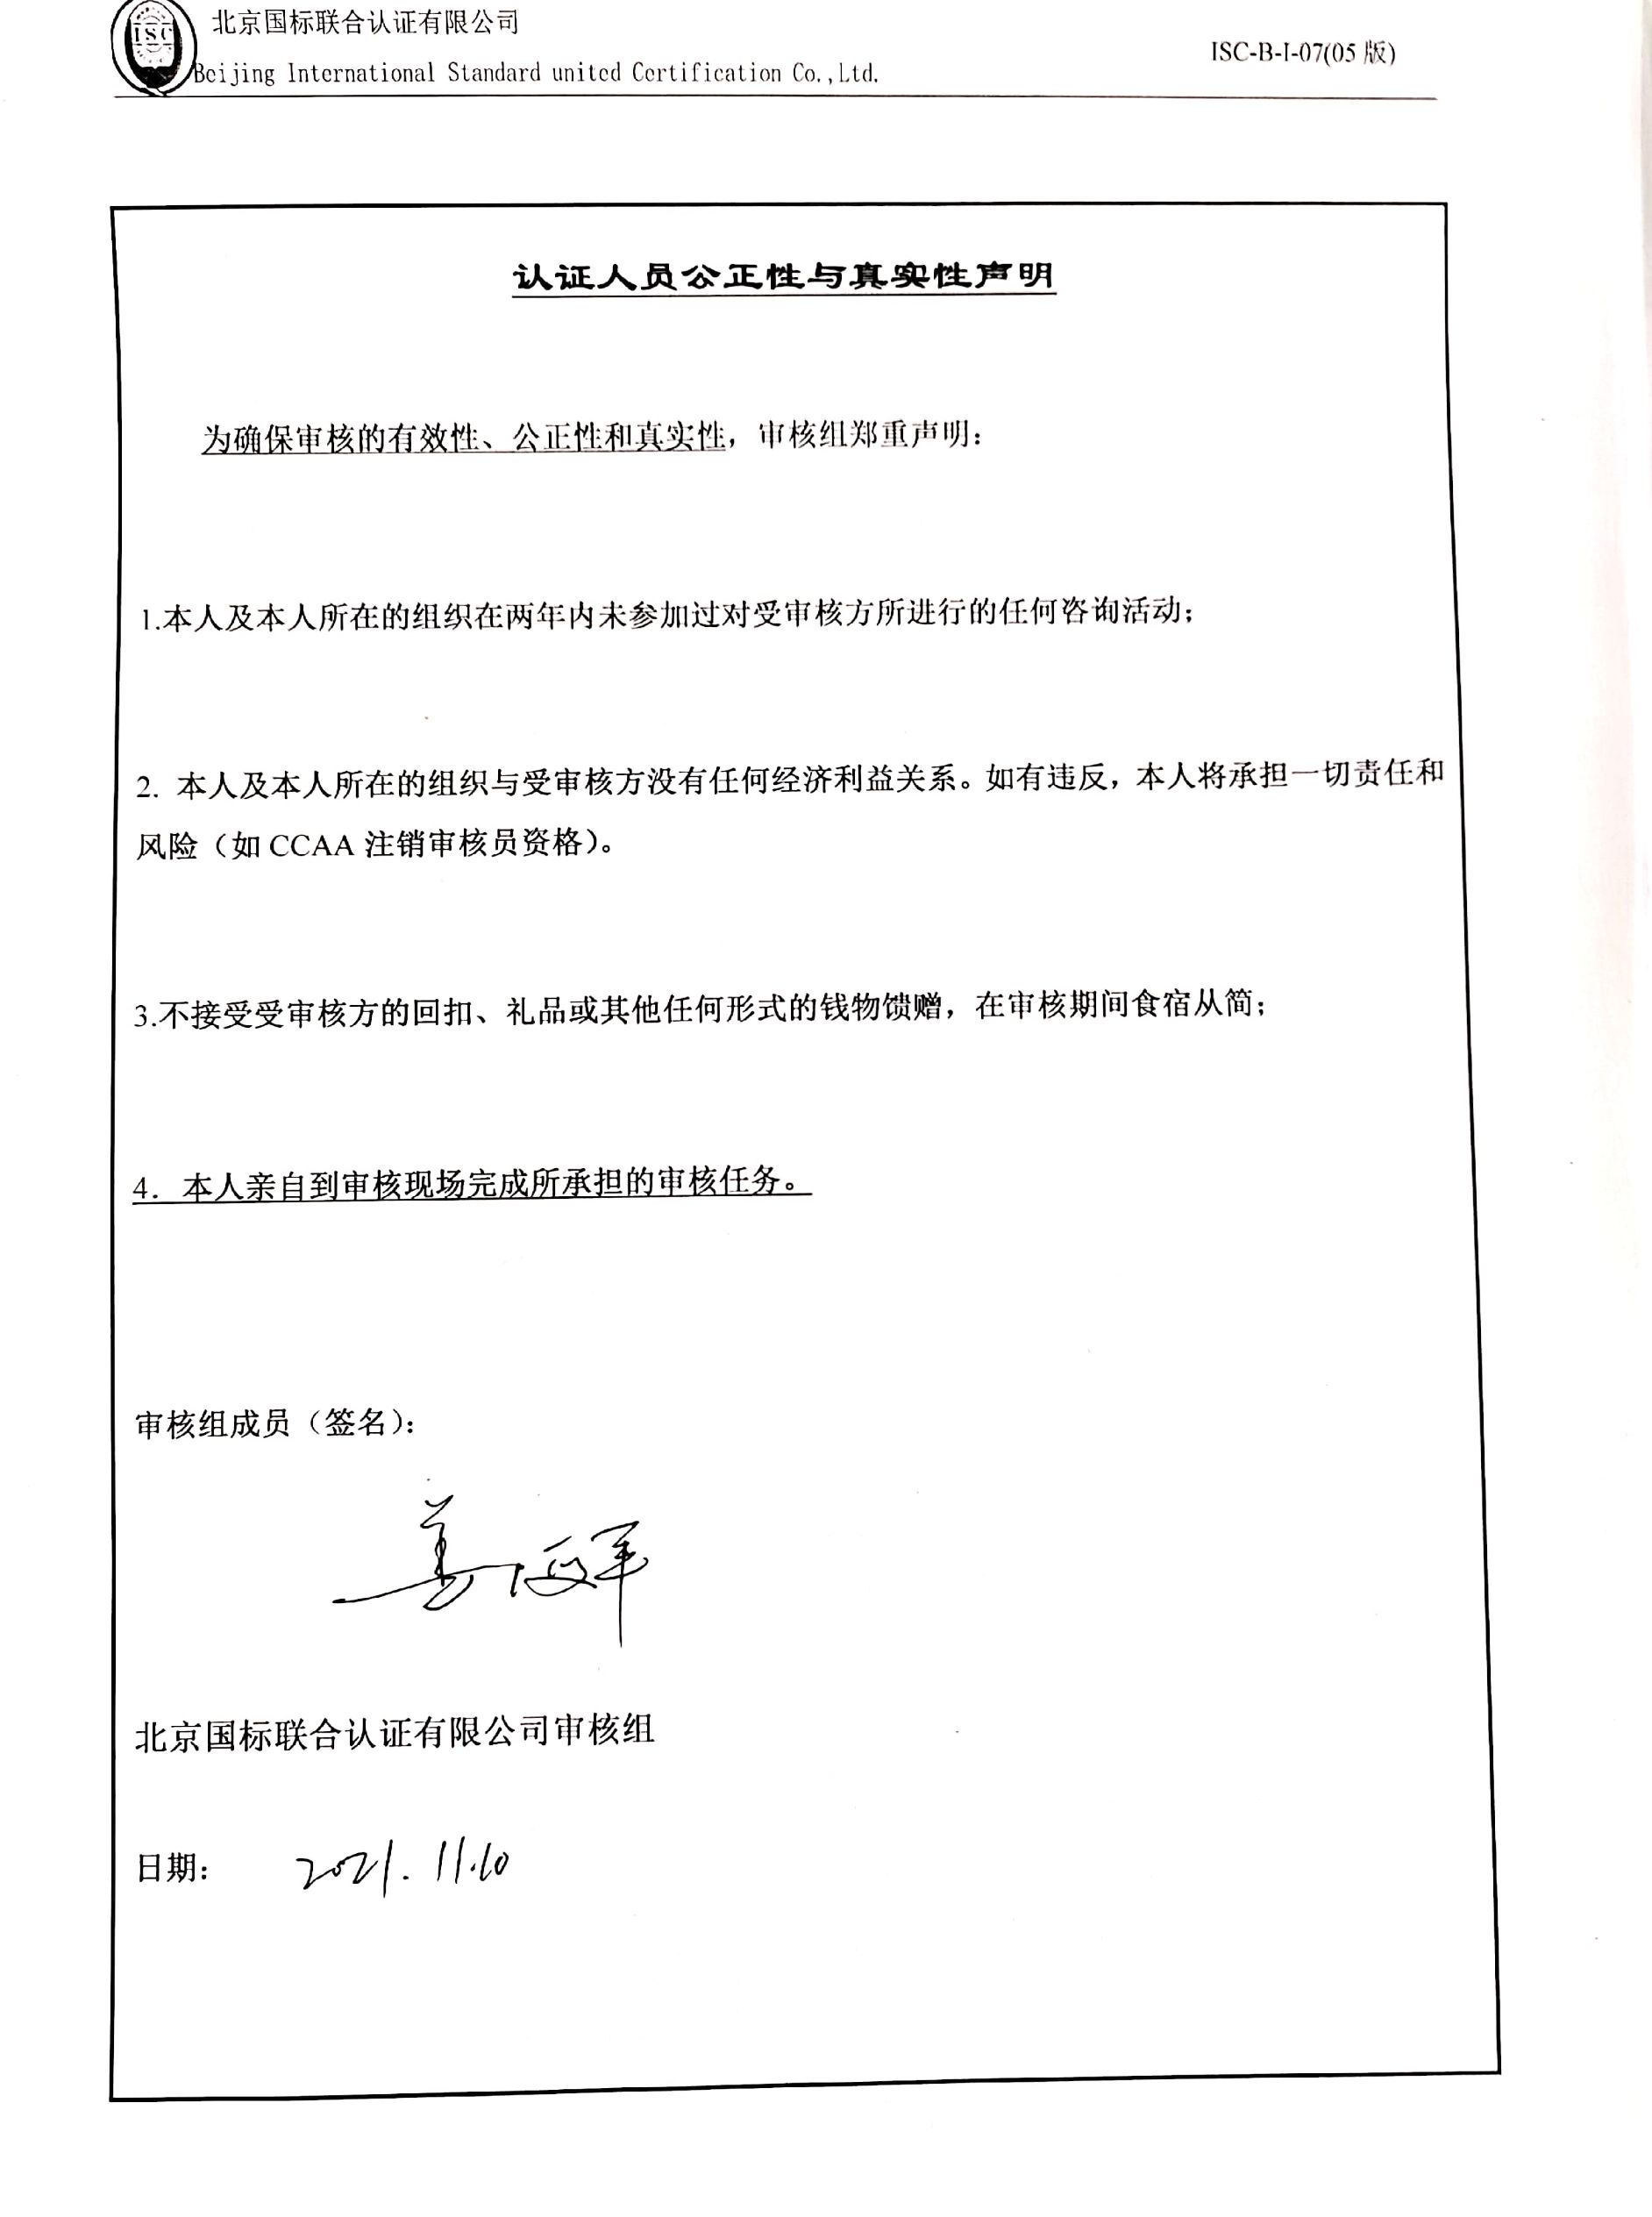 ISC
北京国标联合认证有限公司
Beijing International Standard united Certification Co.,Ltd.
ISC-B-I-07(05 版)
认证人员公正性与真实性声明
为确保审核的有效性、公正性和真实性，审核组郑重声明：
1.本人及本人所在的组织在两年内未参加过对受审核方所进行的任何咨询活动；
2. 本人及本人所在的组织与受审核方没有任何经济利益关系。如有违反，本人将承担一切责任和
风险（如 CCAA 注销审核员资格）。
3.不接受受审核方的回扣、礼品或其他任何形式的钱物馈赠，在审核期间食宿从简；
4. 本人亲自到审核现场完成所承担的审核任务。
审核组成员（签名）：
北京国标联合认证有限公司审核组
日期： 2021.11.10